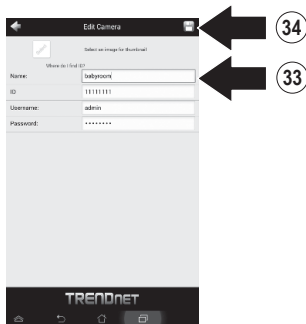 Edit Camera
34
Select an image for thumbnail
Where do I find ID?
33
Name: babyroom
ID 11111111
Username: admin
Password: ••••••••
TRENDNET